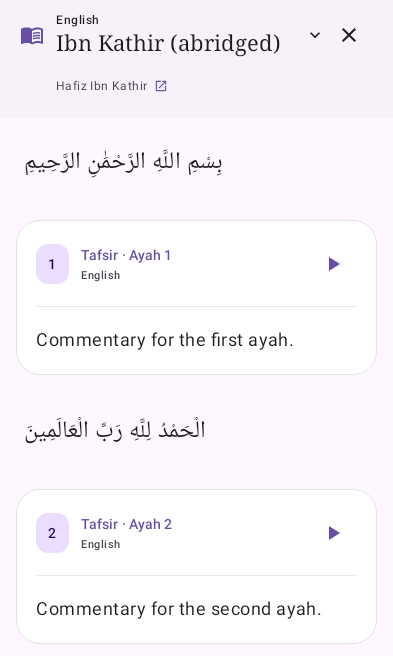 English
Ibn Kathir (abridged)
Hafiz Ibn Kathir
بِسْمِ اللَّهِ الرَّحْمَٰنِ الرَّحِيمِ
1
Tafsir · Ayah 1
English
Commentary for the first ayah.
الْحَمْدُ لِلَّهِ رَبِّ الْعَالَمِينَ
2
Tafsir · Ayah 2
English
Commentary for the second ayah.